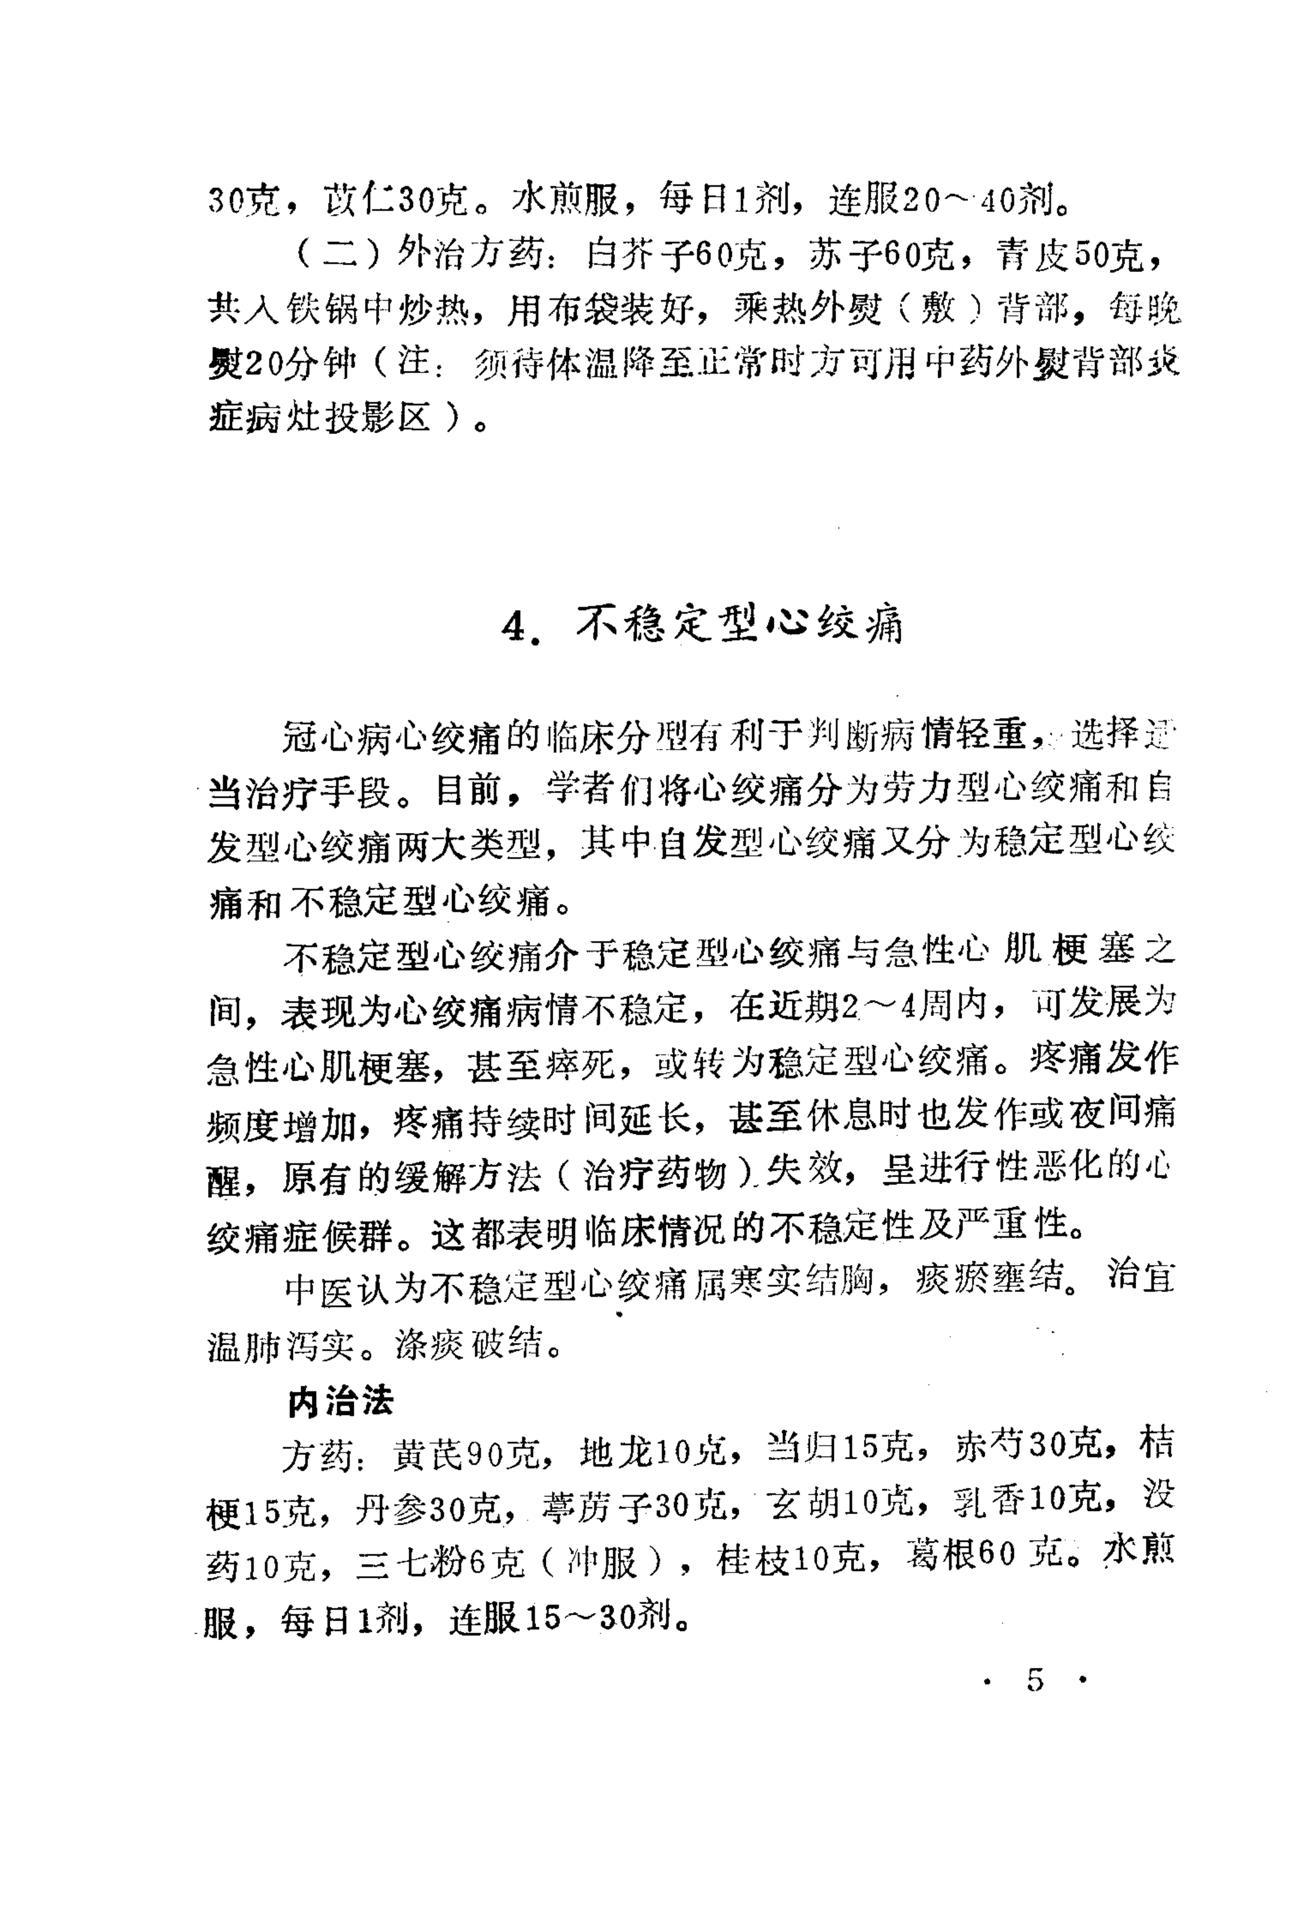 30克，苡仁30克。水煎服，每日1剂，连服20～40剂。
（二）外治方药：白芥子60克，苏子60克，青皮50克，
共入铁锅中炒热，用布袋装好，乘热外熨（敷）背部，每晚
熨20分钟（注：须待体温降至正常时方可用中药外熨背部炎
症病灶投影区）。
4．不稳定型心绞痛
冠心病心绞痛的临床分型有利于判断病情轻重，选择适
当治疗手段。目前，学者们将心绞痛分为劳力型心绞痛和自
发型心绞痛两大类型，其中自发型心绞痛又分为稳定型心绞
痛和不稳定型心绞痛。
不稳定型心绞痛介于稳定型心绞痛与急性心肌梗塞之
间，表现为心绞痛病情不稳定，在近期2～4周内，可发展为
急性心肌梗塞，甚至瘁死，或转为稳定型心绞痛。疼痛发作
频度增加，疼痛持续时间延长，甚至休息时也发作或夜间痛
醒，原有的缓解方法（治疗药物）失效，呈进行性恶化的心
绞痛症候群。这都表明临床情况的不稳定性及严重性。
中医认为不稳定型心绞痛属寒实结胸，痰瘀壅结。治宜
温肺泻实。涤痰破结。
内治法
方药：黄芪90克，地龙10克，当归15克，赤芍30克，桔
梗15克，丹参30克，葶苈子30克，玄胡10克，乳香10克，没
药10克，三七粉6克（冲服），桂枝10克，葛根60克。水煎
服，每日1剂，连服15～30剂。
· 5 ·